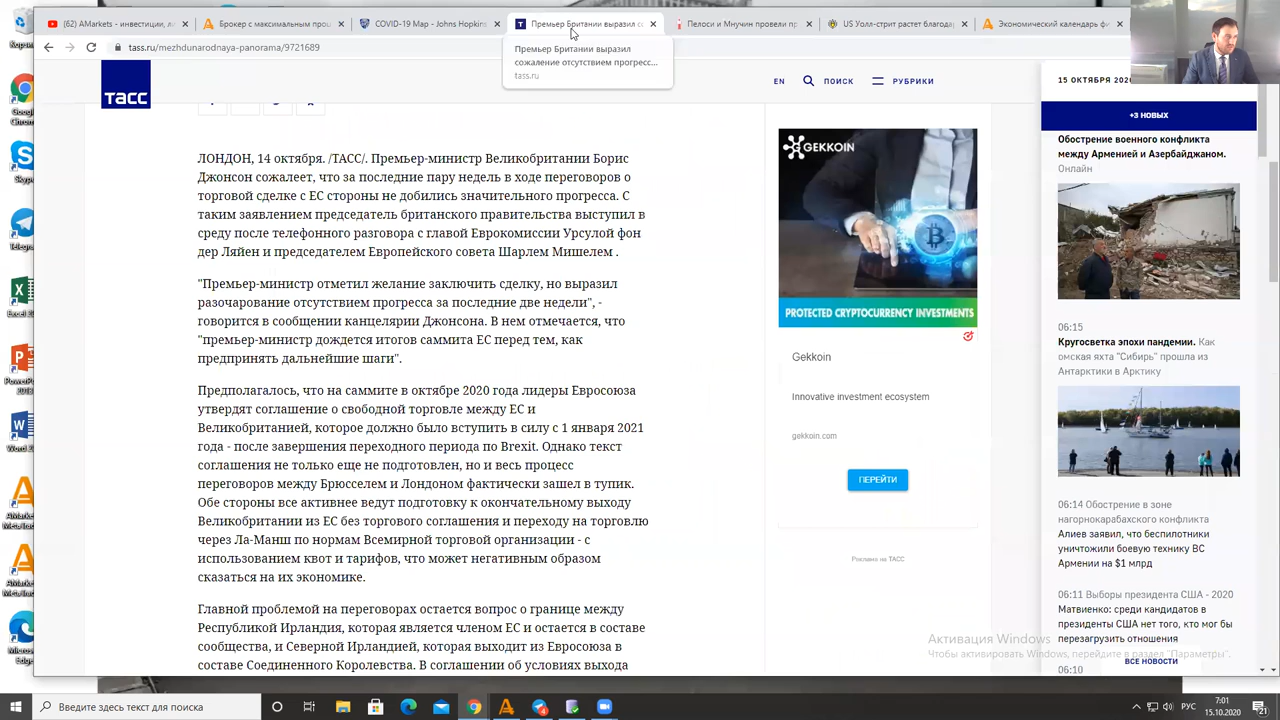 (62) AMarkets - инвестиции, л
Брокер с максимальным проц
COVID-19 Map - Johns Hopkins
Премьер Британии выразил со
Пелоси и Мнучин провели пр
US Уолл-стрит растет благодар
Экономический календарь фи
tass.ru/mezhdunarodnaya-panorama/9721689
Премьер Британии выразил
сожаление отсутствием прогресс...
tass.ru
ТАСС
EN
ПОИСК
РУБРИКИ
ЛОНДОН, 14 октября. /ТАСС/. Премьер-министр Великобритании Борис
Джонсон сожалеет, что за последние пару недель в ходе переговоров о
торговой сделке с ЕС стороны не добились значительного прогресса. С
таким заявлением председатель британского правительства выступил в
среду после телефонного разговора с главой Еврокомиссии Урсулой фон
дер Ляйен и председателем Европейского совета Шарлем Мишелем .
"Премьер-министр отметил желание заключить сделку, но выразил
разочарование отсутствием прогресса за последние две недели", -
говорится в сообщении канцелярии Джонсона. В нем отмечается, что
"премьер-министр дождется итогов саммита ЕС перед тем, как
предпринять дальнейшие шаги".
Предполагалось, что на саммите в октябре 2020 года лидеры Евросоюза
утвердят соглашение о свободной торговле между ЕС и
Великобританией, которое должно было вступить в силу с 1 января 2021
года - после завершения переходного периода по Brexit. Однако текст
соглашения не только еще не подготовлен, но и весь процесс
переговоров между Брюсселем и Лондоном фактически зашел в тупик.
Обе стороны все активнее ведут подготовку к окончательному выходу
Великобритании из ЕС без торгового соглашения и переходу на торговлю
через Ла-Манш по нормам Всемирной торговой организации - с
использованием квот и тарифов, что может негативным образом
сказаться на их экономике.
Главной проблемой на переговорах остается вопрос о границе между
Республикой Ирландия, которая является членом ЕС и остается в составе
сообщества, и Северной Ирландией, которая выходит из Евросоюза в
составе Соединенного Королевства. В соглашении об условиях выхода
GEKKOIN
PROTECTED CRYPTOCURRENCY INVESTMENTS
Gekkoin
Innovative investment ecosystem
gekkoin.com
ПЕРЕЙТИ
Реклама на ТАСС
15 ОКТЯБРЯ 202
+3 НОВЫХ
Обострение военного конфликта
между Арменией и Азербайджаном.
Онлайн
06:15
Кругосветка эпохи пандемии. Как
омская яхта "Сибирь" прошла из
Антарктики в Арктику
06:14 Обострение в зоне
нагорнокарабахского конфликта
Алиев заявил, что беспилотники
уничтожили боевую технику ВС
Армении на $1 млрд
06:11 Выборы президента США - 2020
Матвиенко: среди кандидатов в
президенты США нет того, кто мог бы
перезагрузить отношения
Активация Windows
Чтобы активировать Windows, перейдите в раздел "Параметры".
ВСЕ НОВОСТИ
06:10
Введите здесь текст для поиска
РУС
7:01
15.10.2020
21